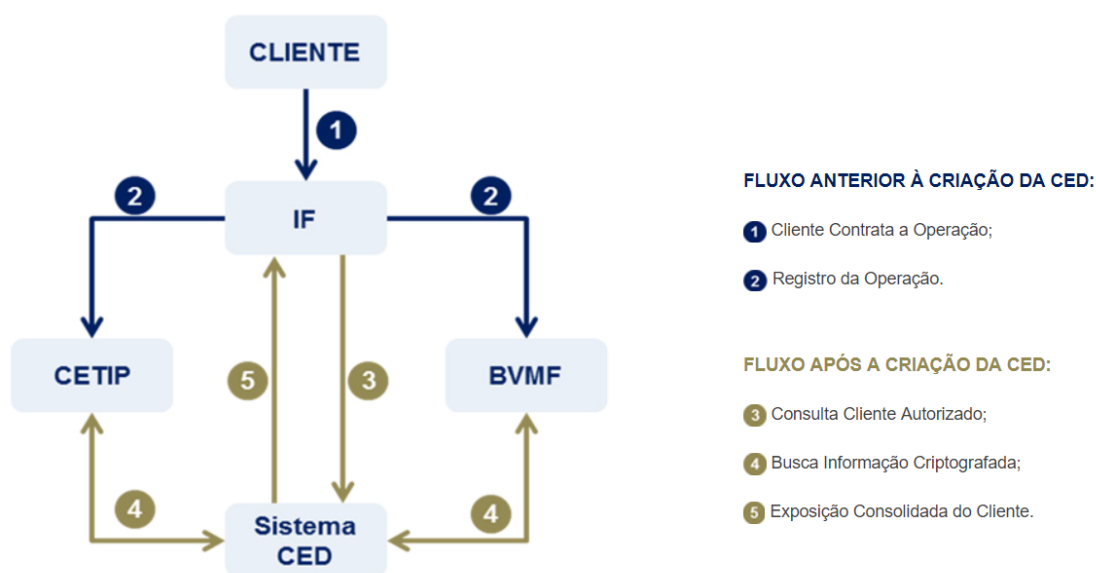 CLIENTE
1
2
2
IF
CETIP
5
3
BVMF
4
4
Sistema
CED
FLUXO ANTERIOR À CRIAÇÃO DA CED:
1 Cliente Contrata a Operação;
2 Registro da Operação.
FLUXO APÓS A CRIAÇÃO DA CED:
3 Consulta Cliente Autorizado;
4 Busca Informação Criptografada;
5 Exposição Consolidada do Cliente.